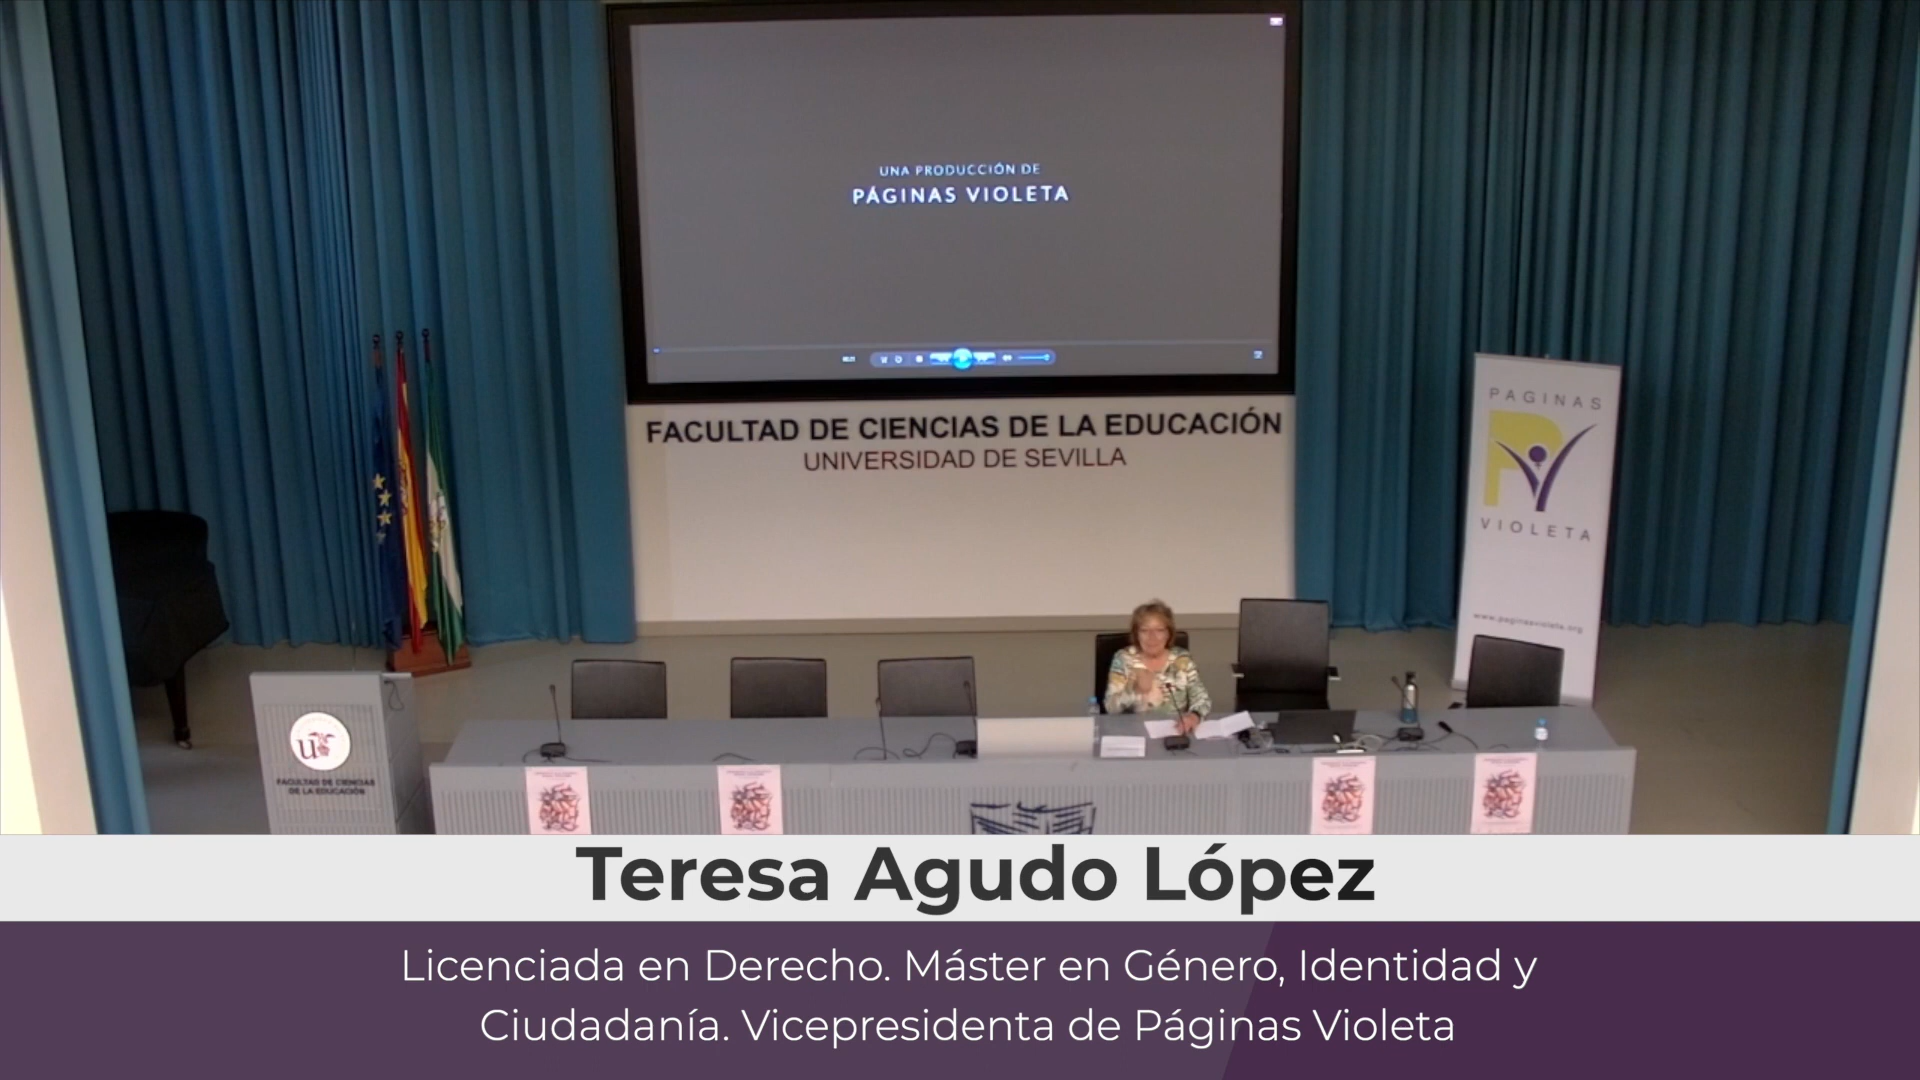 UNA PRODUCCIÓN DE
PÁGINAS VIOLETA
FACULTAD DE CIENCIAS DE LA EDUCACIÓN
UNIVERSIDAD DE SEVILLA
PAGINAS
PV
VIOLETA
www.paginasvioleta.org
u
FACULTAD DE CIENCIAS
DE LA EDUCACIÓN
Teresa Agudo López
Licenciada en Derecho. Máster en Género, Identidad y
Ciudadanía. Vicepresidenta de Páginas Violeta